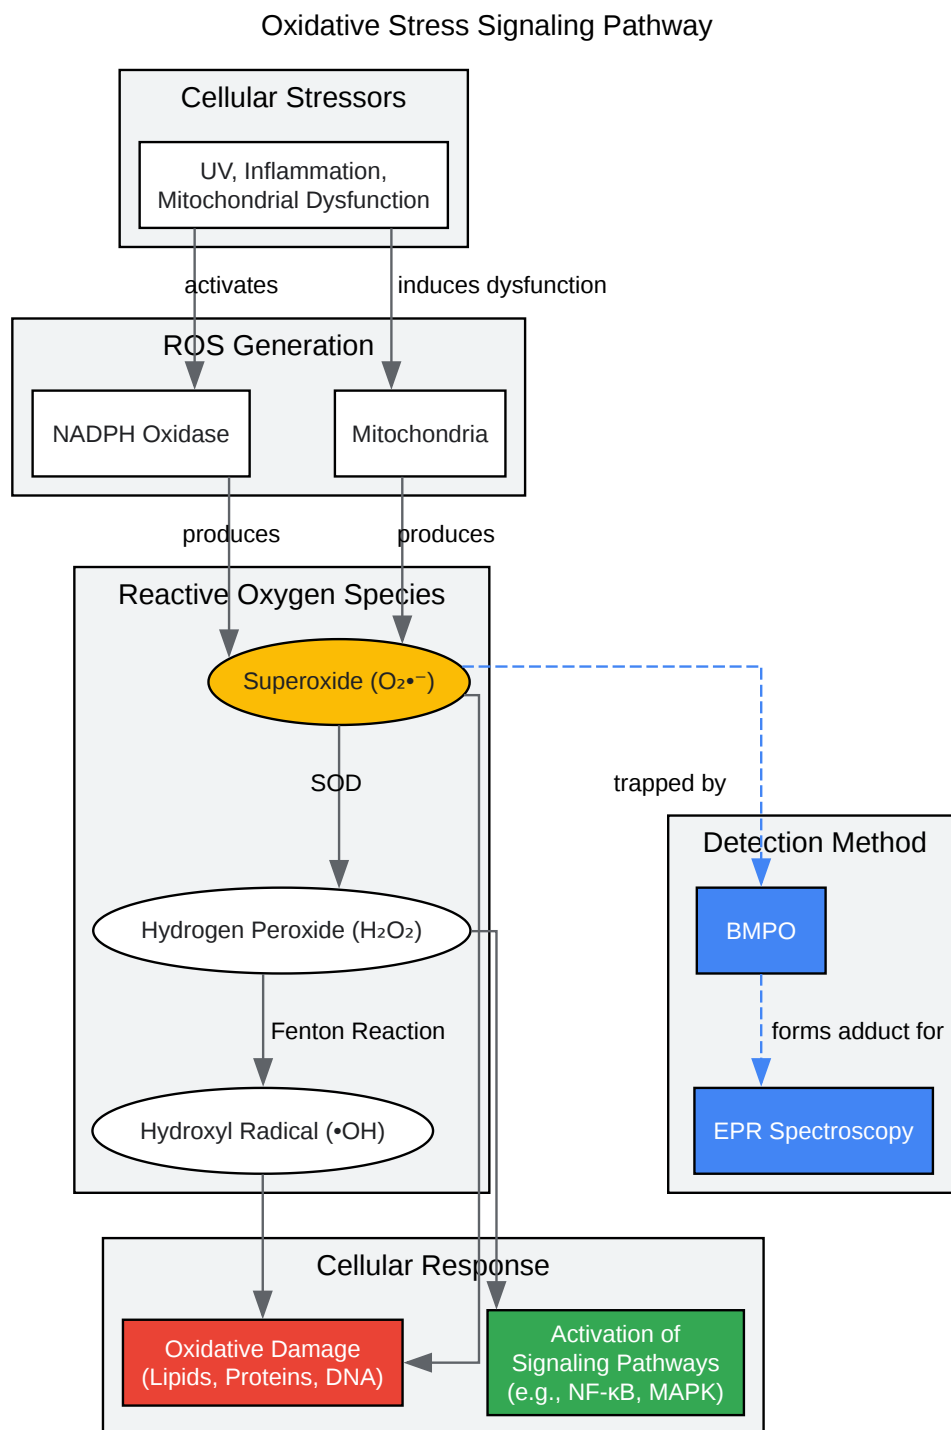 Oxidative Stress Signaling Pathway
Cellular Stressors
UV, Inflammation,
Mitochondrial Dysfunction
activates
induces dysfunction
ROS Generation
NADPH Oxidase
Mitochondria
produces
produces
Reactive Oxygen Species
Superoxide (O₂•⁻)
SOD
trapped by
Detection Method
Hydrogen Peroxide (H₂O₂)
BMPO
Fenton Reaction
forms adduct for
Hydroxyl Radical (•OH)
EPR Spectroscopy
Cellular Response
Oxidative Damage
(Lipids, Proteins, DNA)
Activation of
Signaling Pathways
(e.g., NF-κB, MAPK)